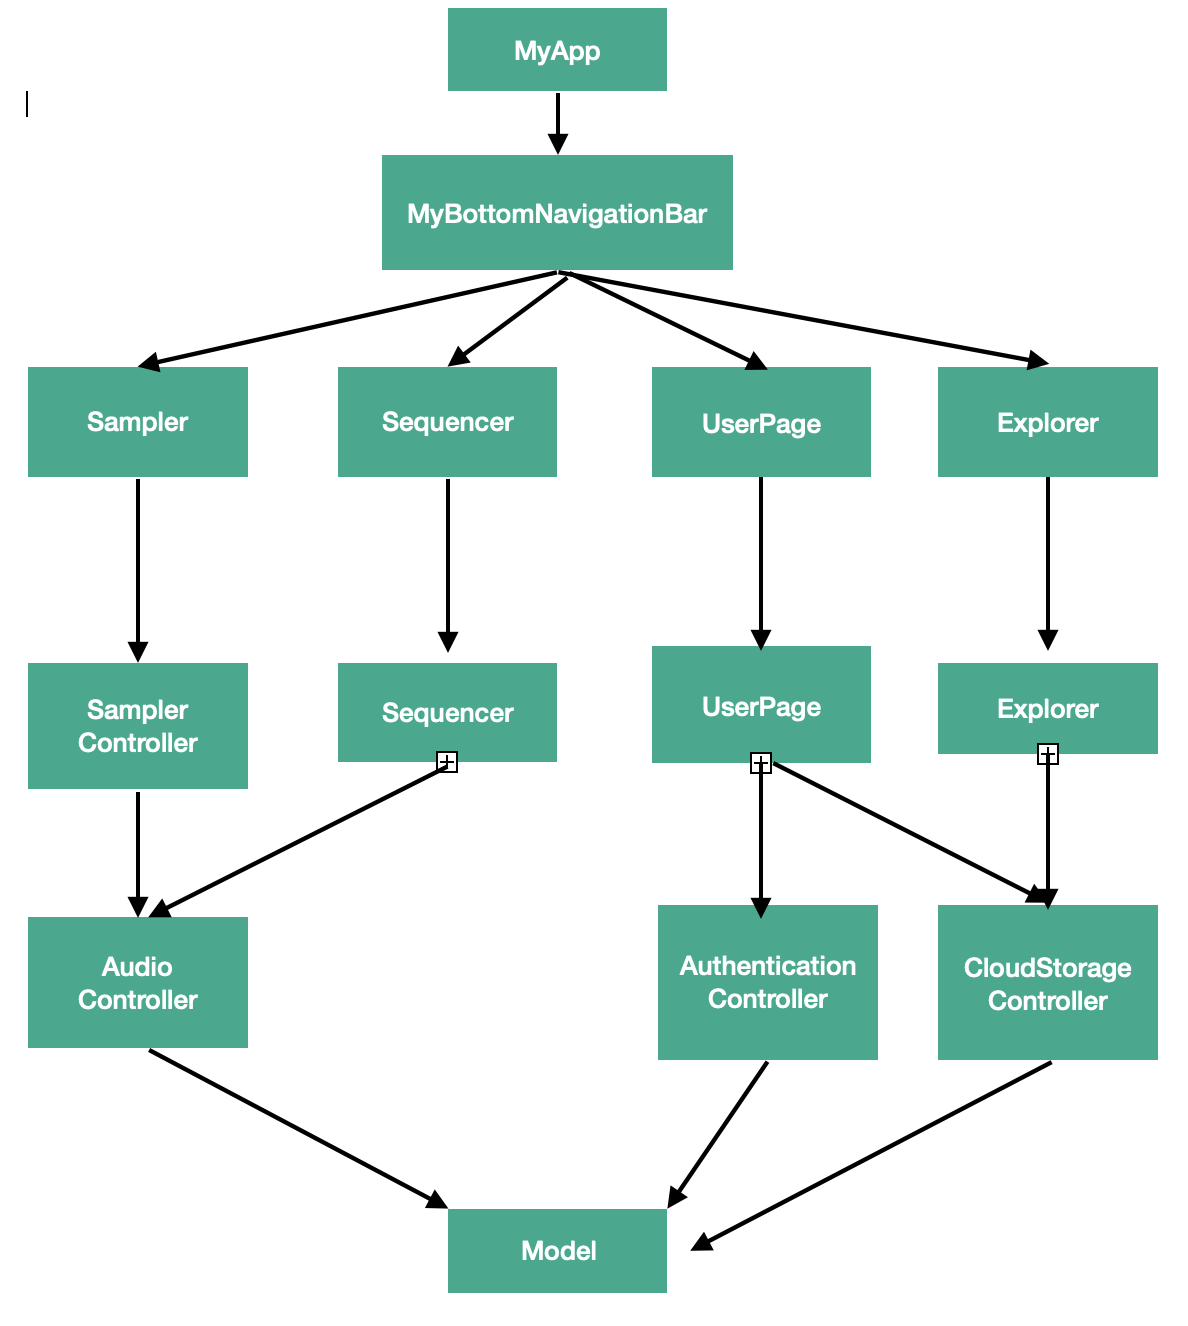 MyApp
MyBottomNavigationBar
Sampler
Sequencer
UserPage
Explorer
Sampler
Controller
Sequencer
UserPage
Explorer
Audio
Controller
Authentication
Controller
CloudStorage
Controller
Model